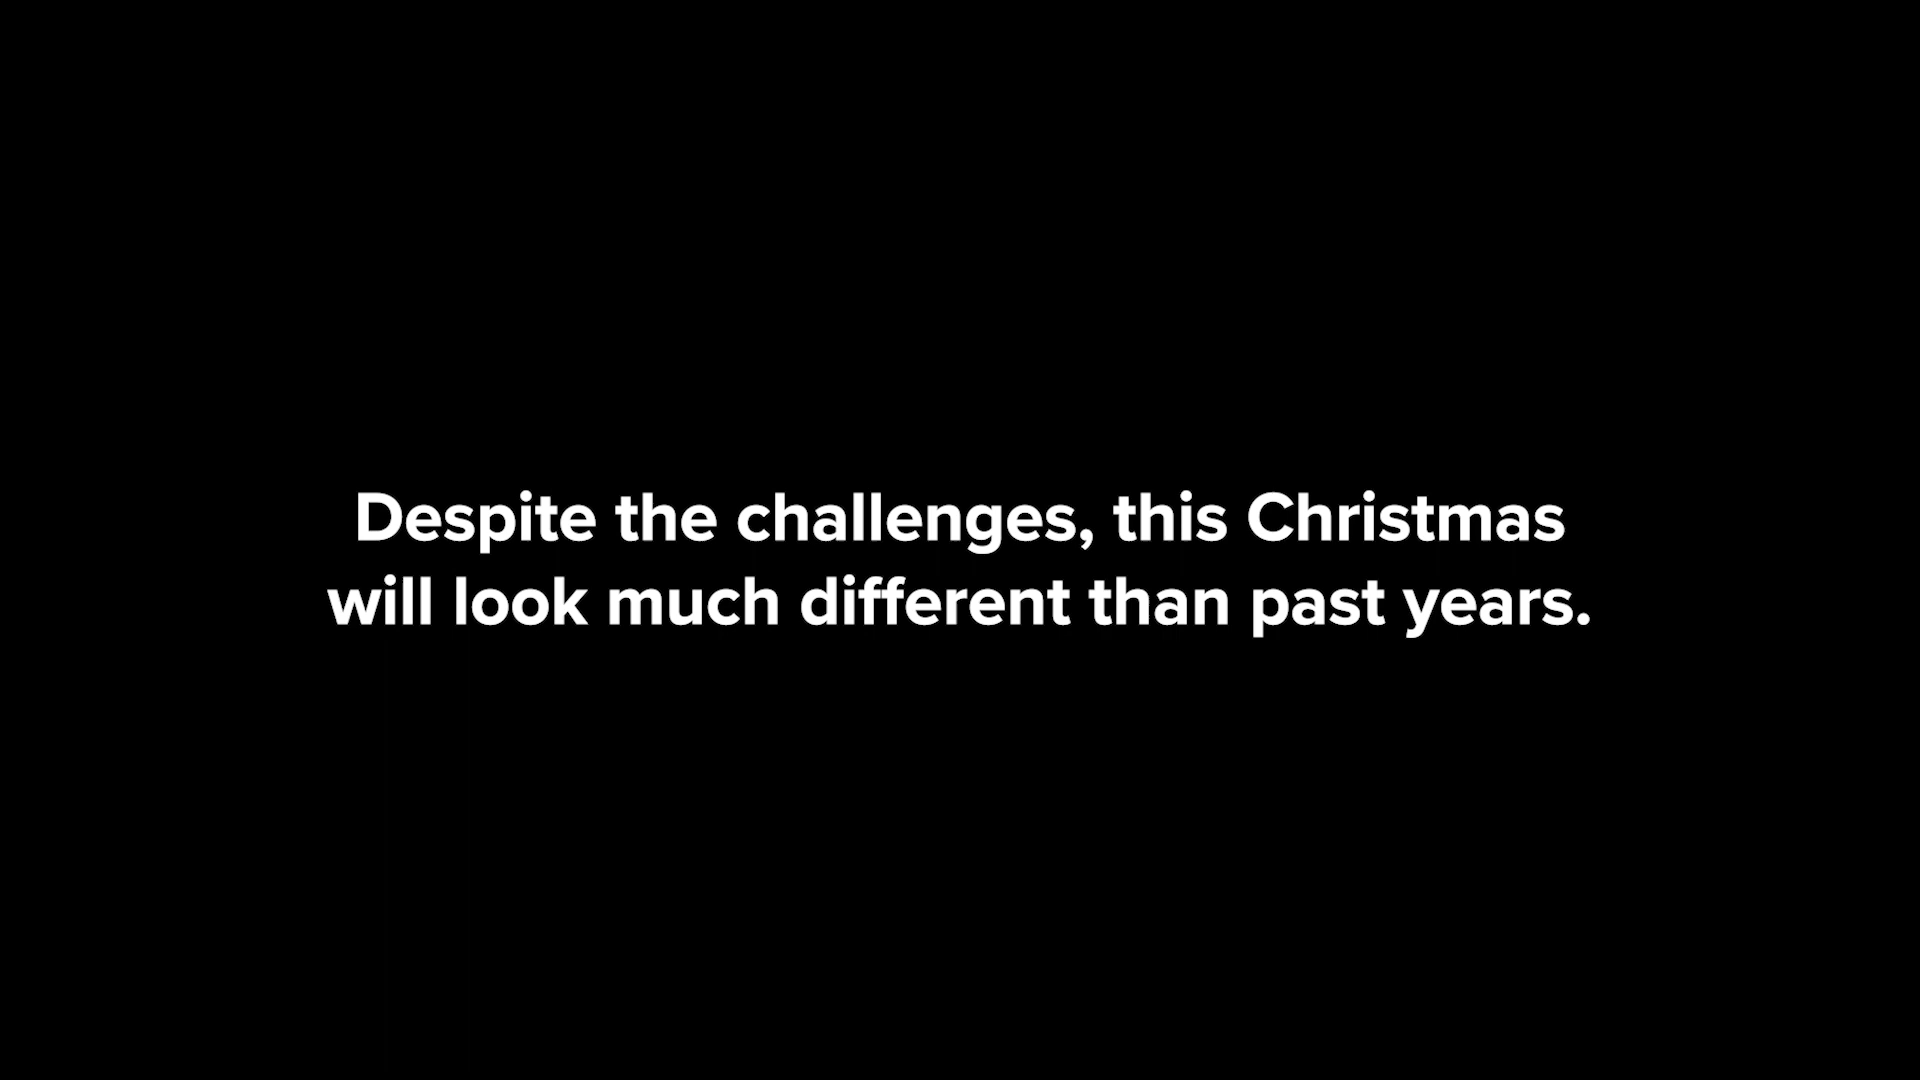 Despite the challenges, this Christmas
will look much different than past years.